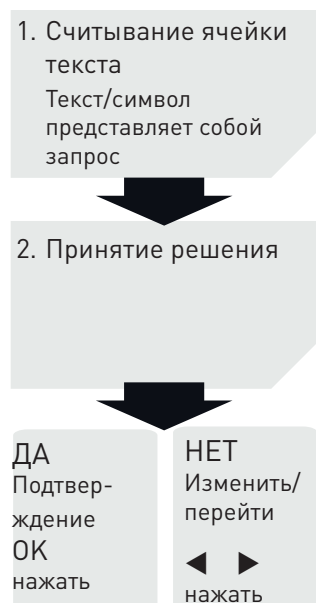 1. Считывание ячейки
текста
Текст/символ
представляет собой
запрос
2. Принятие решения
ДА
Подтвер-
ждение
OK
нажать
НЕТ
Изменить/
перейти
◀ ▶
нажать